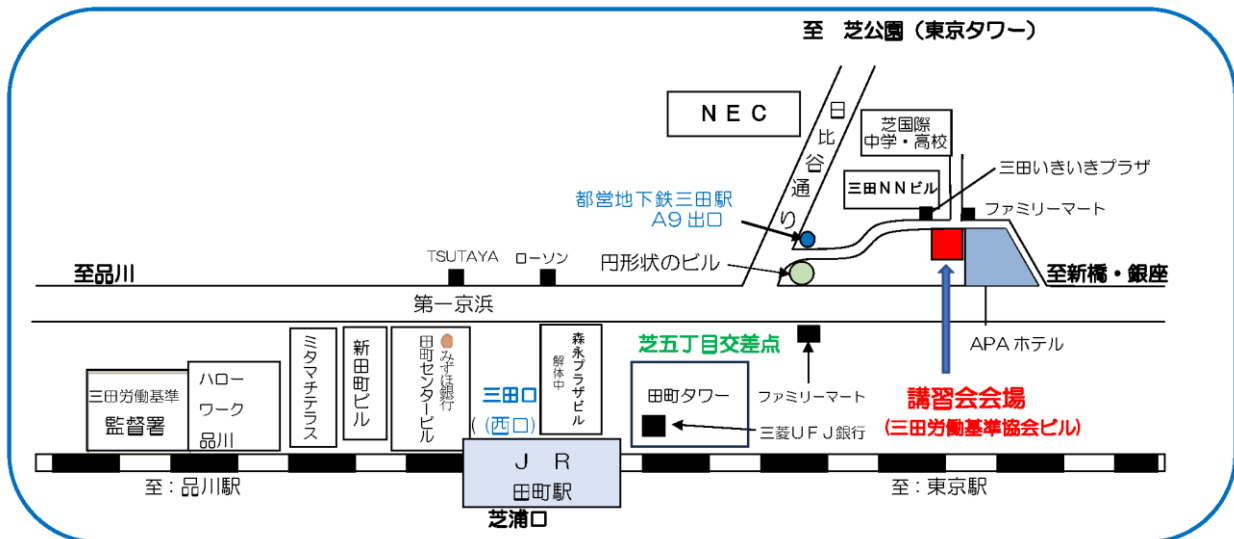 至　芝公園（東京タワー）
ＮＥＣ
日比谷通り
芝国際
中学・高校
三田いきいきプラザ
三田ＮＮビル
都営地下鉄三田駅
A9 出口
ファミリーマート
円形状のビル
TSUTAYA
ローソン
至品川
至新橋・銀座
第一京浜
芝五丁目交差点
APA ホテル
三田労働基準
監督署
ハロー
ワーク
品川
ミタマチテラス
新田町ビル
みずほ銀行
田町センタービル
三田口
(（西口）
森永プラザビル
解体中
田町タワー
ファミリーマート
三菱ＵＦＪ銀行
講習会会場
(三田労働基準協会ビル)
Ｊ　Ｒ
田町駅
至：品川駅
至：東京駅
芝浦口